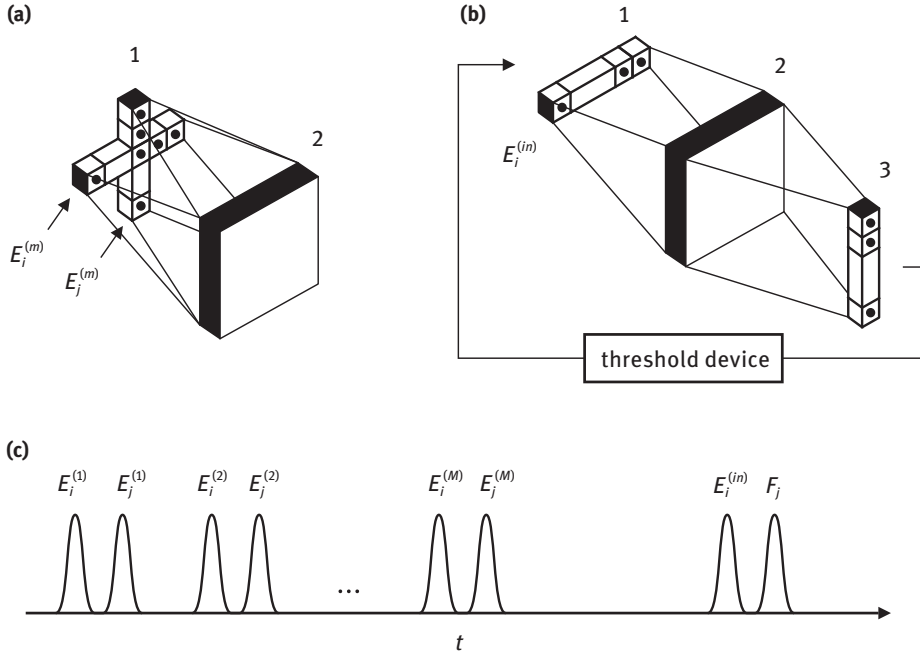 (a)
1
2
E_i^{(m)}
E_j^{(m)}
(b)
1
2
3
E_i^{(in)}
threshold device
(c)
E_i^{(1)} E_j^{(1)} E_i^{(2)} E_j^{(2)} E_i^{(M)} E_j^{(M)} E_i^{(in)} F_j
...
t